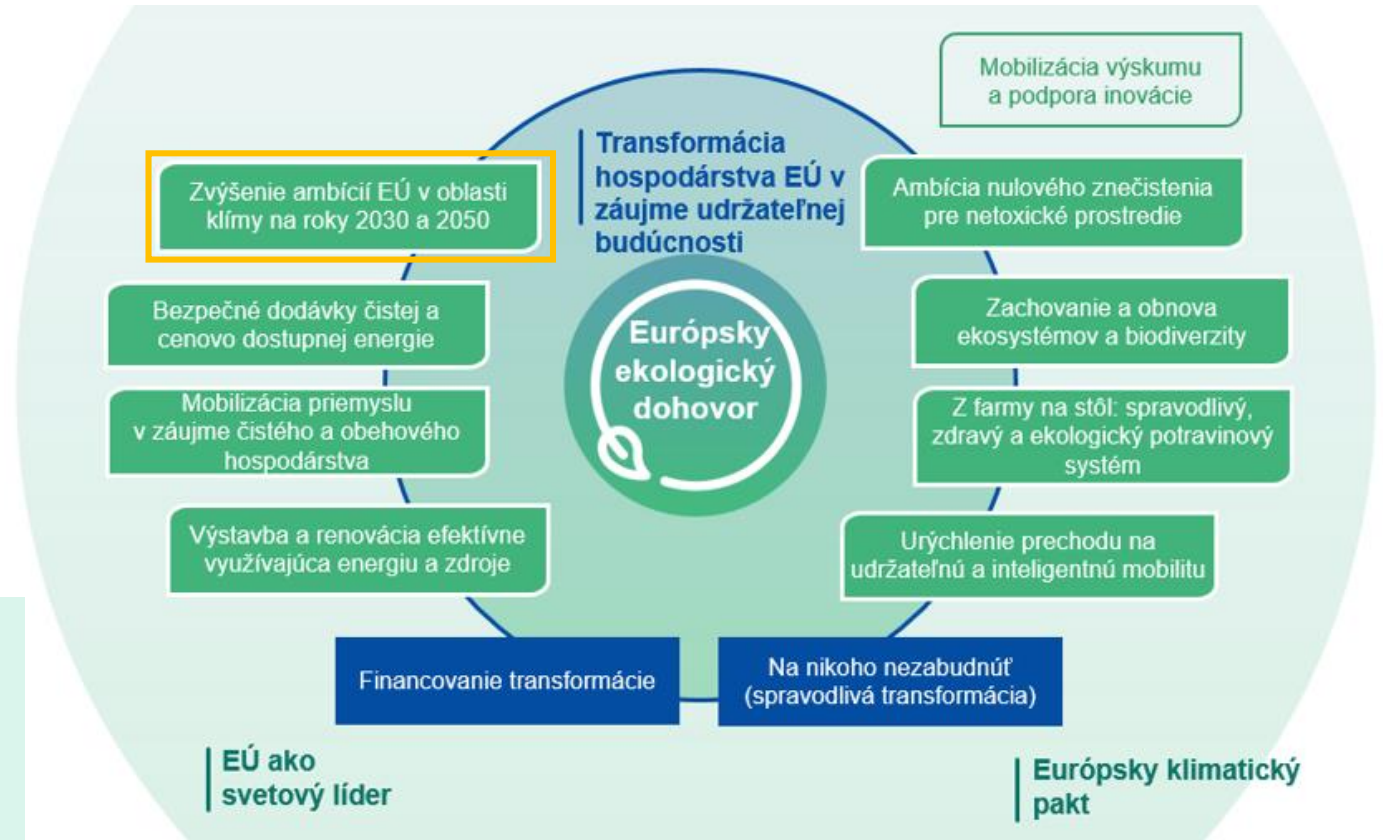 Mobilizácia výskumu
a podpora inovácie
Transformácia
hospodárstva EÚ v
záujme udržateľnej
budúcnosti
Zvýšenie ambícií EÚ v oblasti
klímy na roky 2030 a 2050
Ambícia nulového znečistenia
pre netoxické prostredie
Bezpečné dodávky čistej a
cenovo dostupnej energie
Zachovanie a obnova
ekosystémov a biodiverzity
Európsky
ekologický
dohovor
Mobilizácia priemyslu
v záujme čistého a obehového
hospodárstva
Z farmy na stôl: spravodlivý,
zdravý a ekologický potravinový
systém
Výstavba a renovácia efektívne
využívajúca energiu a zdroje
Urýchlenie prechodu na
udržateľnú a inteligentnú mobilitu
Financovanie transformácie
Na nikoho nezabudnúť
(spravodlivá transformácia)
EÚ ako
svetový líder
Európsky klimatický
pakt